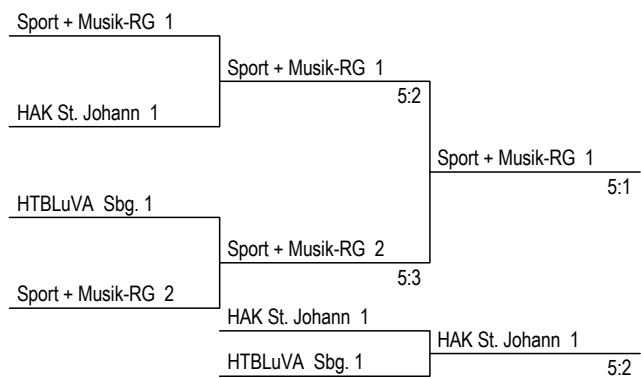 Sport + Musik-RG 1
Sport + Musik-RG 1
5:2
HAK St. Johann 1
Sport + Musik-RG 1
5:1
HTBLuVA Sbg. 1
Sport + Musik-RG 2
5:3
Sport + Musik-RG 2
HAK St. Johann 1
HAK St. Johann 1
5:2
HTBLuVA Sbg. 1